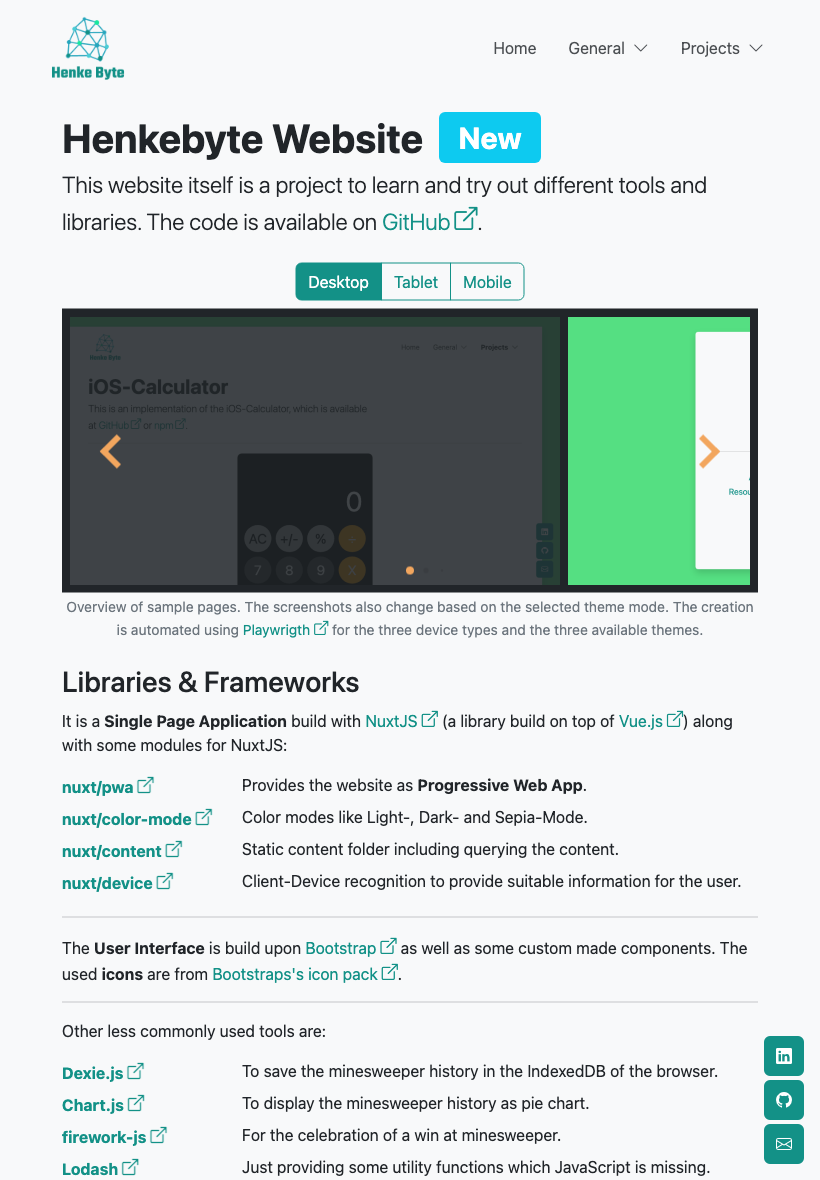 Henke Byte
Home
General
Projects
Henkebyte Website
New
This website itself is a project to learn and try out different tools and
libraries. The code is available on GitHub.
Desktop
Tablet
Mobile
Henke Byte
Home
General
Projects
iOS-Calculator
This is an implementation of the iOS-Calculator, which is available
at GitHub or npm.
0
AC +/- % ÷
7 8 9 X
Resou
Overview of sample pages. The screenshots also change based on the selected theme mode. The creation
is automated using Playwrigth for the three device types and the three available themes.
Libraries & Frameworks
It is a Single Page Application build with NuxtJS (a library build on top of Vue.js) along
with some modules for NuxtJS:
nuxt/pwa Provides the website as Progressive Web App.
nuxt/color-mode Color modes like Light-, Dark- and Sepia-Mode.
nuxt/content Static content folder including querying the content.
nuxt/device Client-Device recognition to provide suitable information for the user.
The User Interface is build upon Bootstrap as well as some custom made components. The
used icons are from Bootstraps's icon pack.
Other less commonly used tools are:
Dexie.js To save the minesweeper history in the IndexedDB of the browser.
Chart.js To display the minesweeper history as pie chart.
firework-js For the celebration of a win at minesweeper.
Lodash Just providing some utility functions which JavaScript is missing.